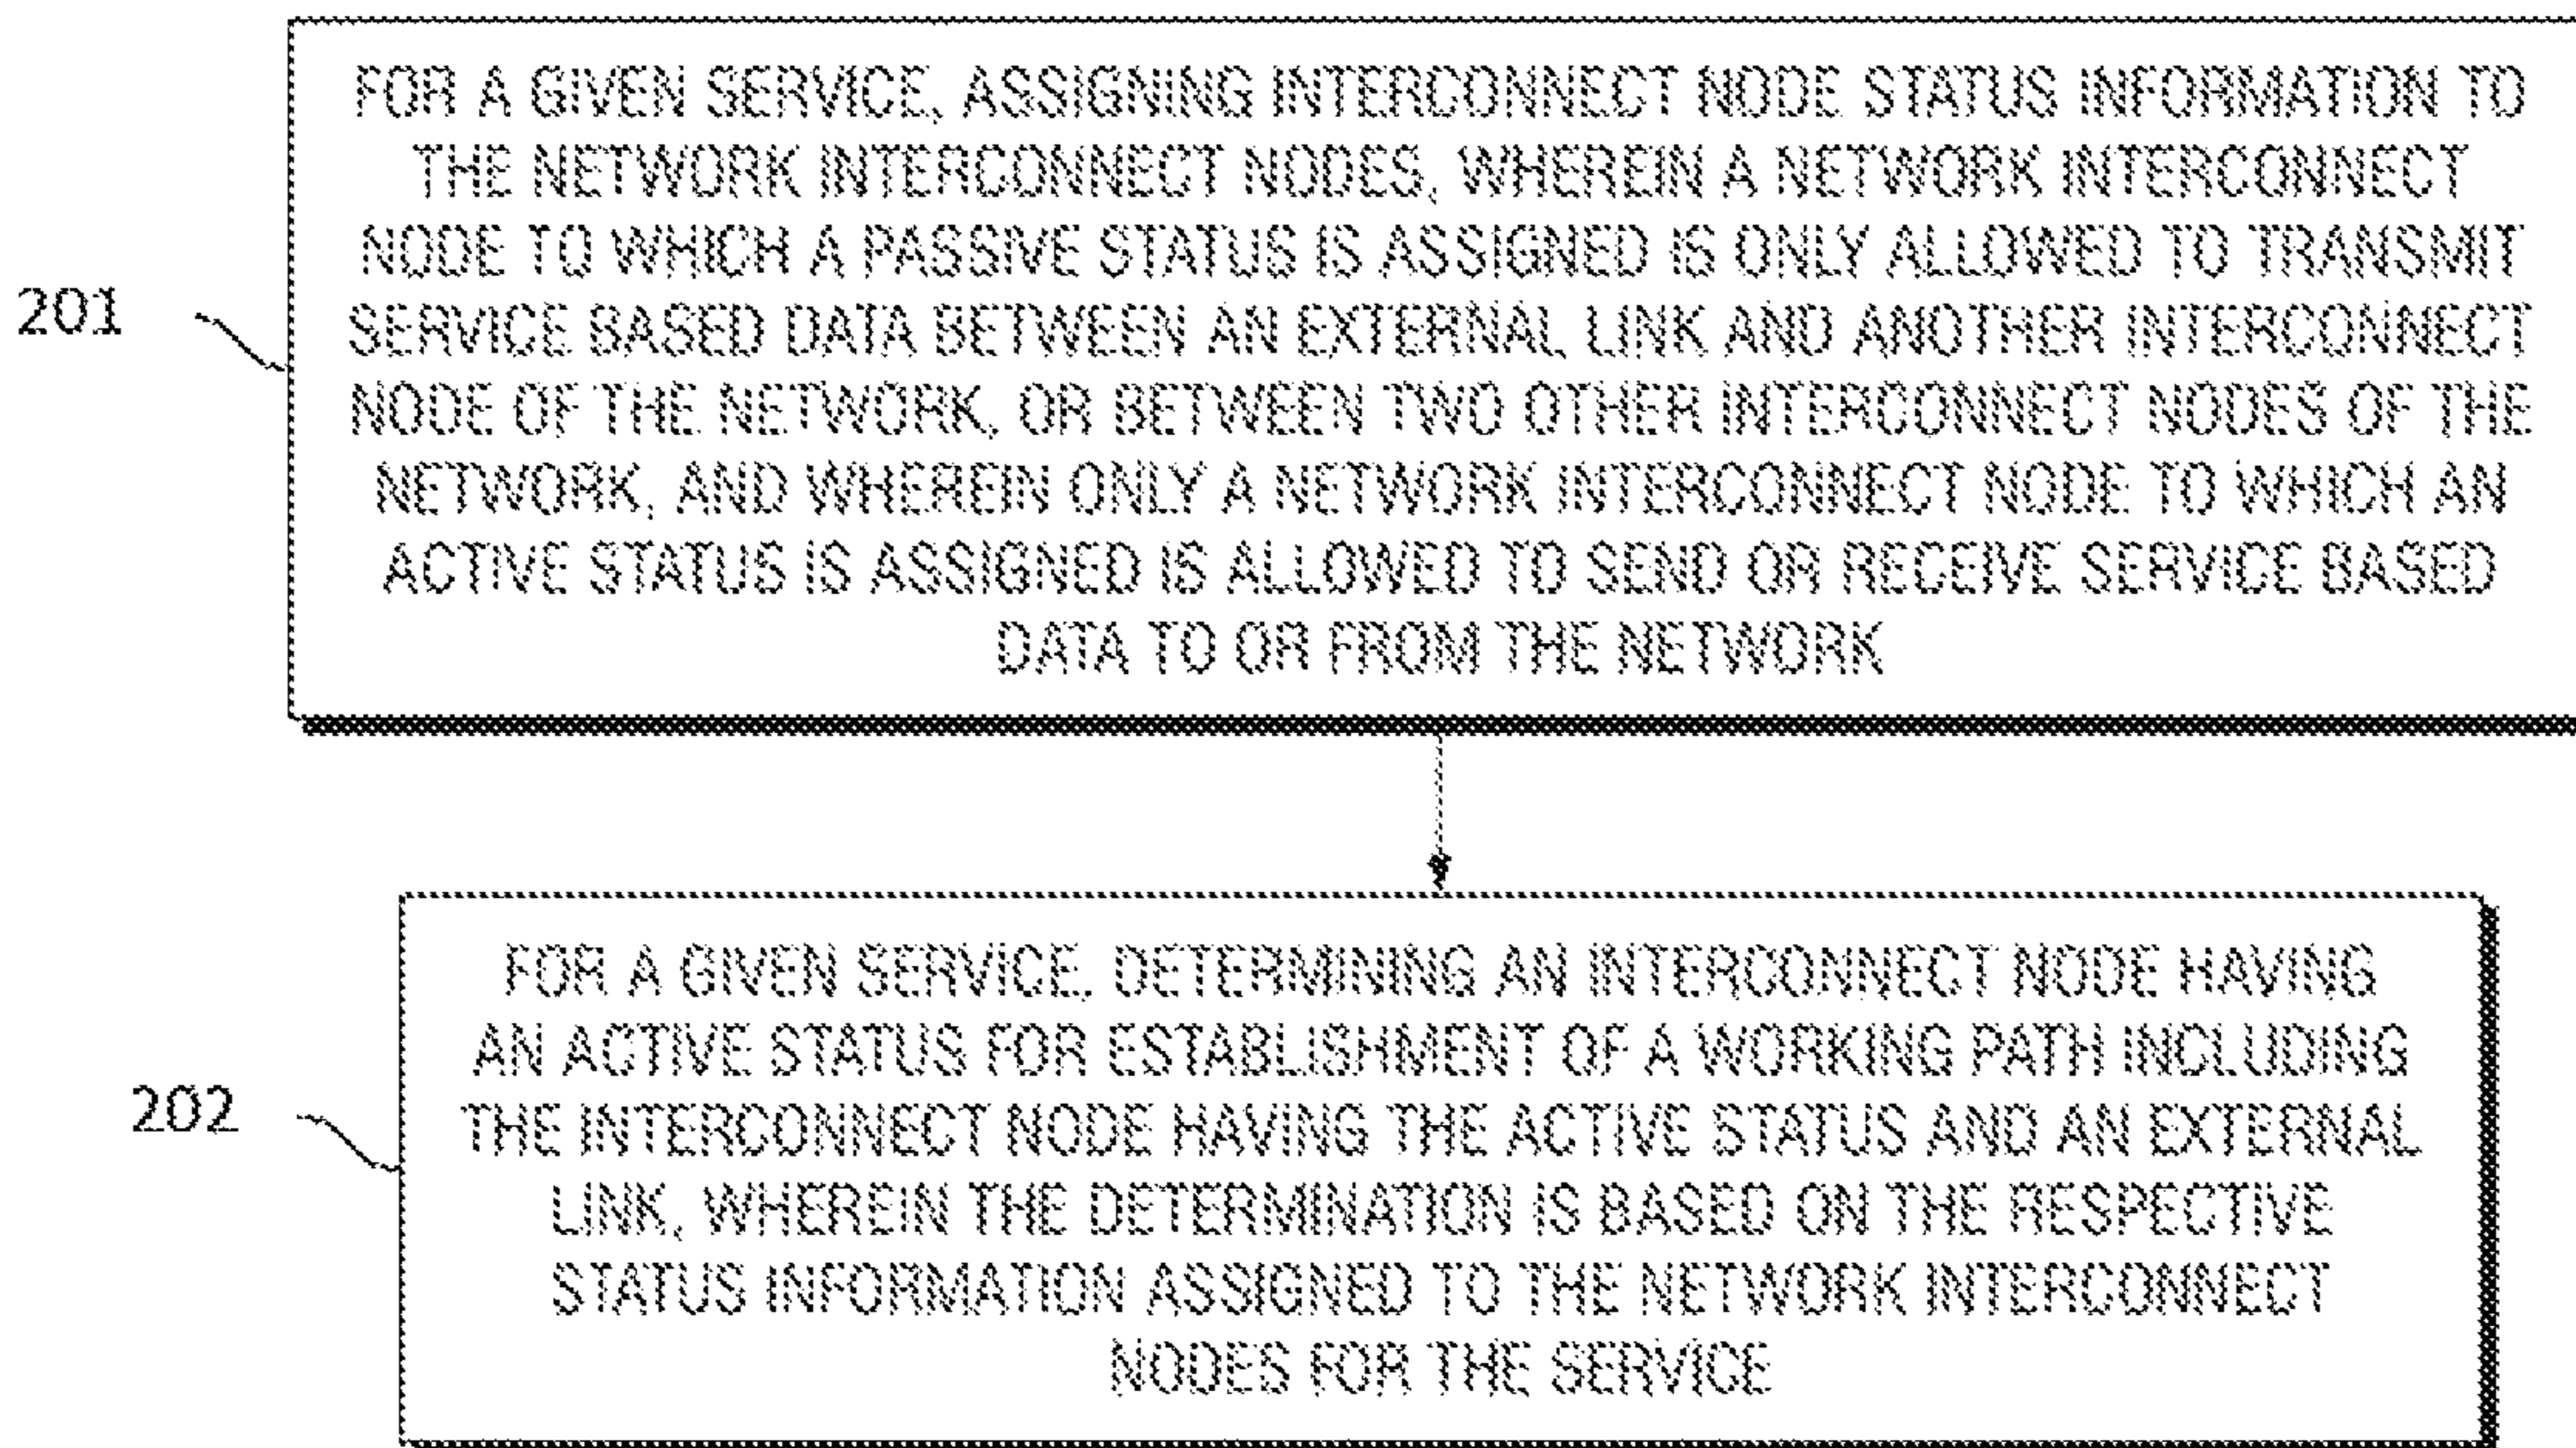 FOR A GIVEN SERVICE, ASSIGNING INTERCONNECT NODE STATUS INFORMATION TO
THE NETWORK INTERCONNECT NODES, WHEREIN A NETWORK INTERCONNECT
NODE TO WHICH A PASSIVE STATUS IS ASSIGNED IS ONLY ALLOWED TO TRANSMIT
201
SERVICE BASED DATA BETWEEN AN EXTERNAL LINK AND ANOTHER INTERCONNECT
NODE OF THE NETWORK, OR BETWEEN TWO OTHER INTERCONNECT NODES OF THE
NETWORK, AND WHEREIN ONLY A NETWORK INTERCONNECT NODE TO WHICH AN
ACTIVE STATUS IS ASSIGNED IS ALLOWED TO SEND OR RECEIVE SERVICE BASED
DATA TO OR FROM THE NETWORK
FOR A GIVEN SERVICE, DETERMINING AN INTERCONNECT NODE HAVING
AN ACTIVE STATUS FOR ESTABLISHMENT OF A WORKING PATH INCLUDING
202
THE INTERCONNECT NODE HAVING THE ACTIVE STATUS AND AN EXTERNAL
LINK, WHEREIN THE DETERMINATION IS BASED ON THE RESPECTIVE
STATUS INFORMATION ASSIGNED TO THE NETWORK INTERCONNECT
NODES FOR THE SERVICE